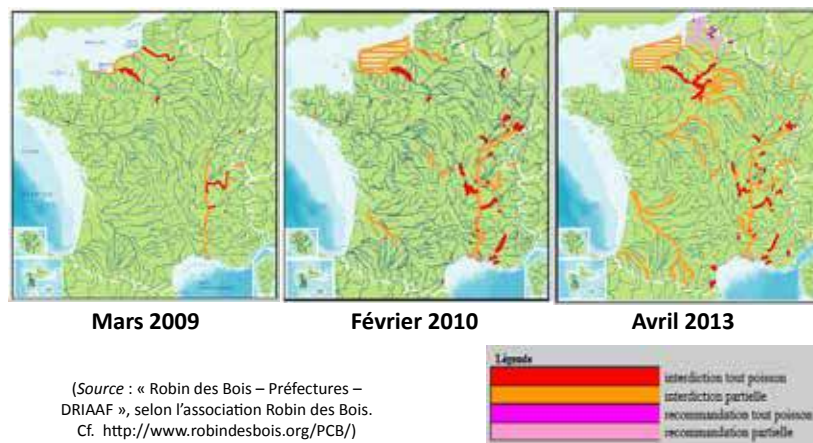 Mars 2009
Février 2010
Avril 2013
(Source : « Robin des Bois – Préfectures –
DRIAAF », selon l'association Robin des Bois.
Cf. http://www.robindesbois.org/PCB/)
Légende
interdiction tout poisson
interdiction partielle
recommandation tout poisson
recommandation partielle